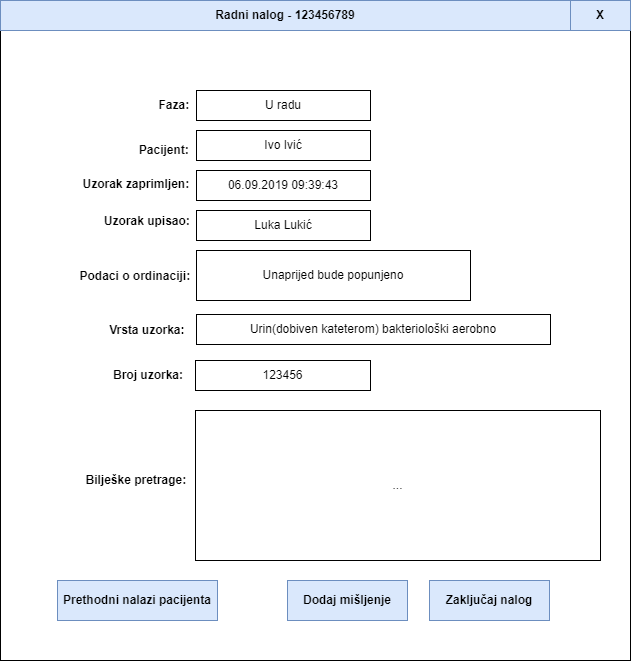 Radni nalog - 123456789 X
Faza: U radu
Pacijent: Ivo Ivić
Uzorak zaprimljen: 06.09.2019 09:39:43
Uzorak upisao: Luka Lukić
Podaci o ordinaciji: Unaprijed bude popunjeno
Vrsta uzorka: Urin(dobiven kateterom) bakteriološki aerobno
Broj uzorka: 123456
Bilješke pretrage: ...
Prethodni nalazi pacijenta Dodaj mišljenje Zaključaj nalog